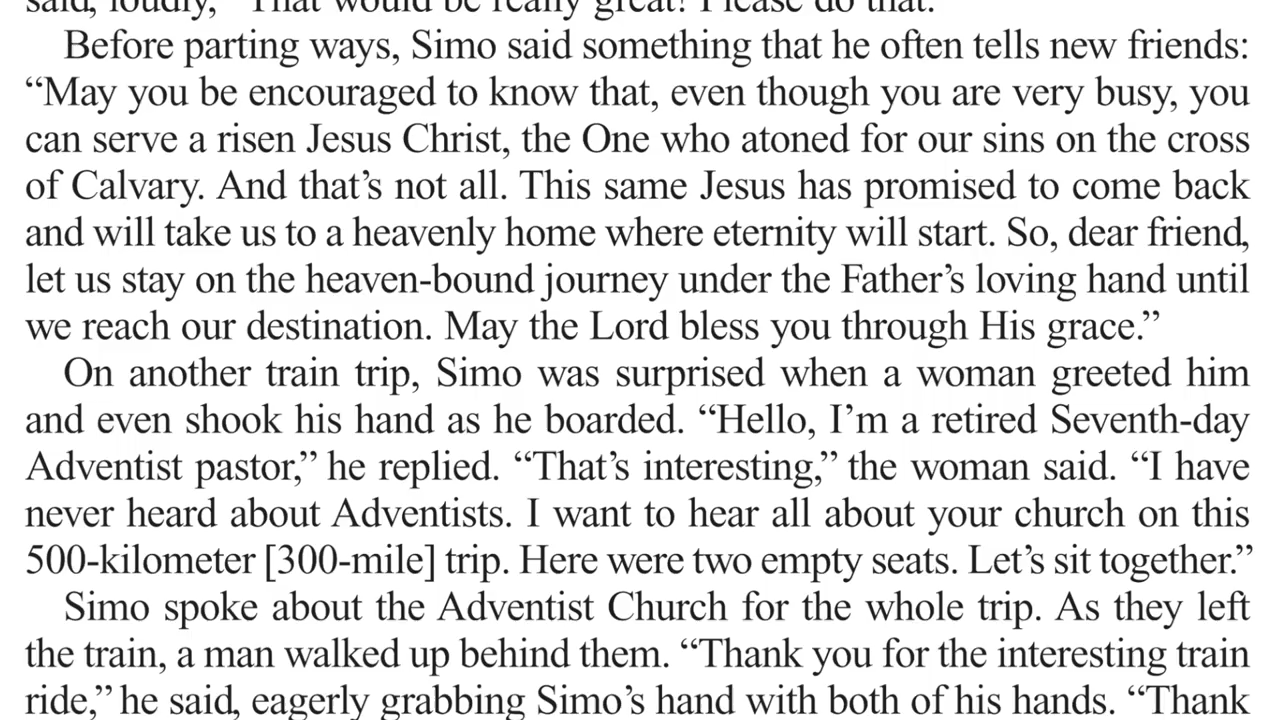 said, loudly, "That would be really great! Please do that."
Before parting ways, Simo said something that he often tells new friends:
“May you be encouraged to know that, even though you are very busy, you
can serve a risen Jesus Christ, the One who atoned for our sins on the cross
of Calvary. And that’s not all. This same Jesus has promised to come back
and will take us to a heavenly home where eternity will start. So, dear friend,
let us stay on the heaven-bound journey under the Father’s loving hand until
we reach our destination. May the Lord bless you through His grace.”
On another train trip, Simo was surprised when a woman greeted him
and even shook his hand as he boarded. “Hello, I’m a retired Seventh-day
Adventist pastor,” he replied. “That’s interesting,” the woman said. “I have
never heard about Adventists. I want to hear all about your church on this
500-kilometer [300-mile] trip. Here were two empty seats. Let’s sit together.”
Simo spoke about the Adventist Church for the whole trip. As they left
the train, a man walked up behind them. “Thank you for the interesting train
ride,” he said, eagerly grabbing Simo’s hand with both of his hands. “Thank